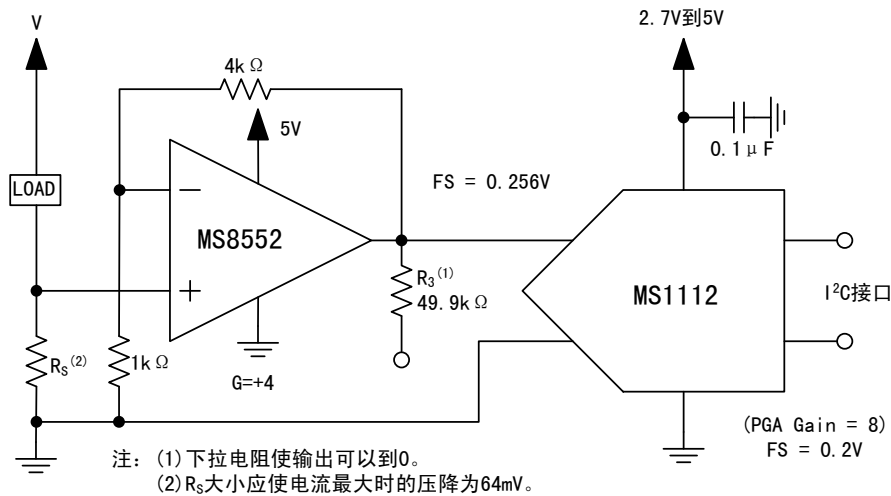 V
2.7V到5V
4kΩ
5V
0.1μF
LOAD
FS = 0.256V
MS8552
R3(1)
49.9kΩ
MS1112
I²C接口
RS(2)
1kΩ
G=+4
(PGA Gain = 8)
FS = 0.2V
注：(1)下拉电阻使输出可以到0。
(2)RS大小应使电流最大时的压降为64mV。